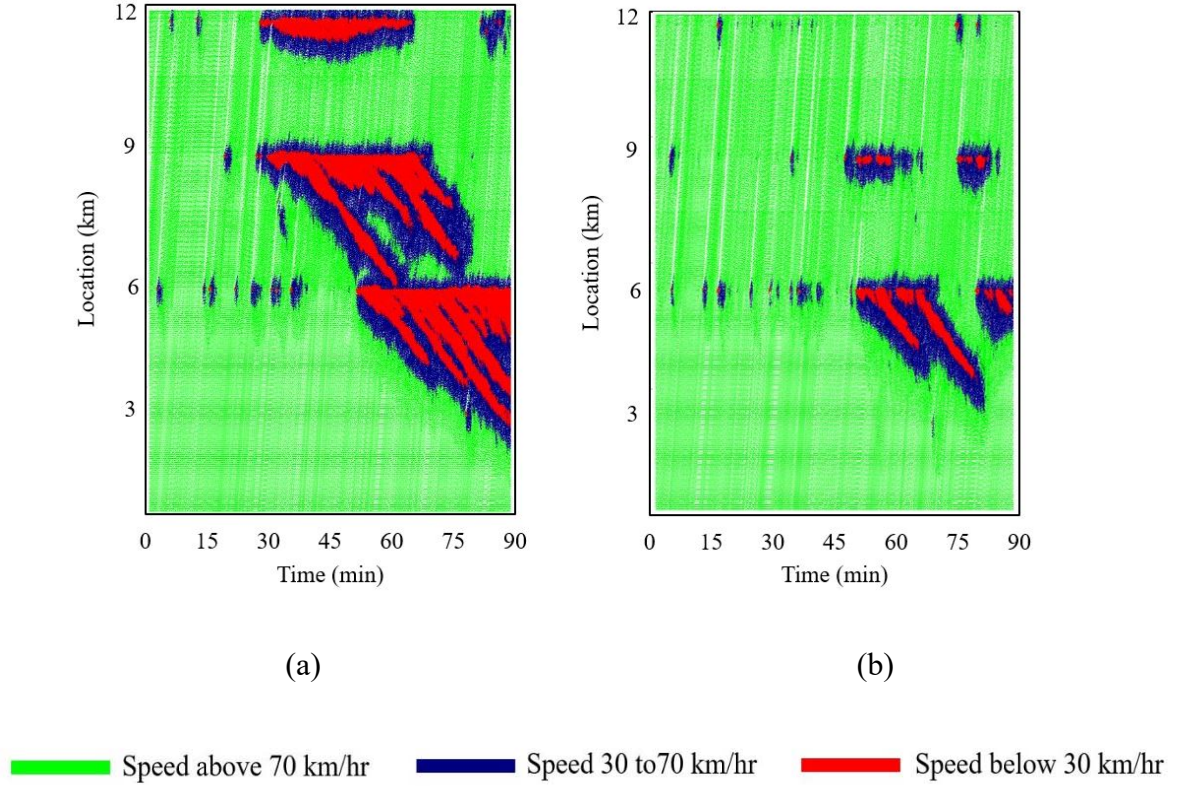 12
9
6
3
Location (km)
0 15 30 45 60 75 90
Time (min)
(a)
12
9
6
3
Location (km)
0 15 30 45 60 75 90
Time (min)
(b)
Speed above 70 km/hr
Speed 30 to70 km/hr
Speed below 30 km/hr